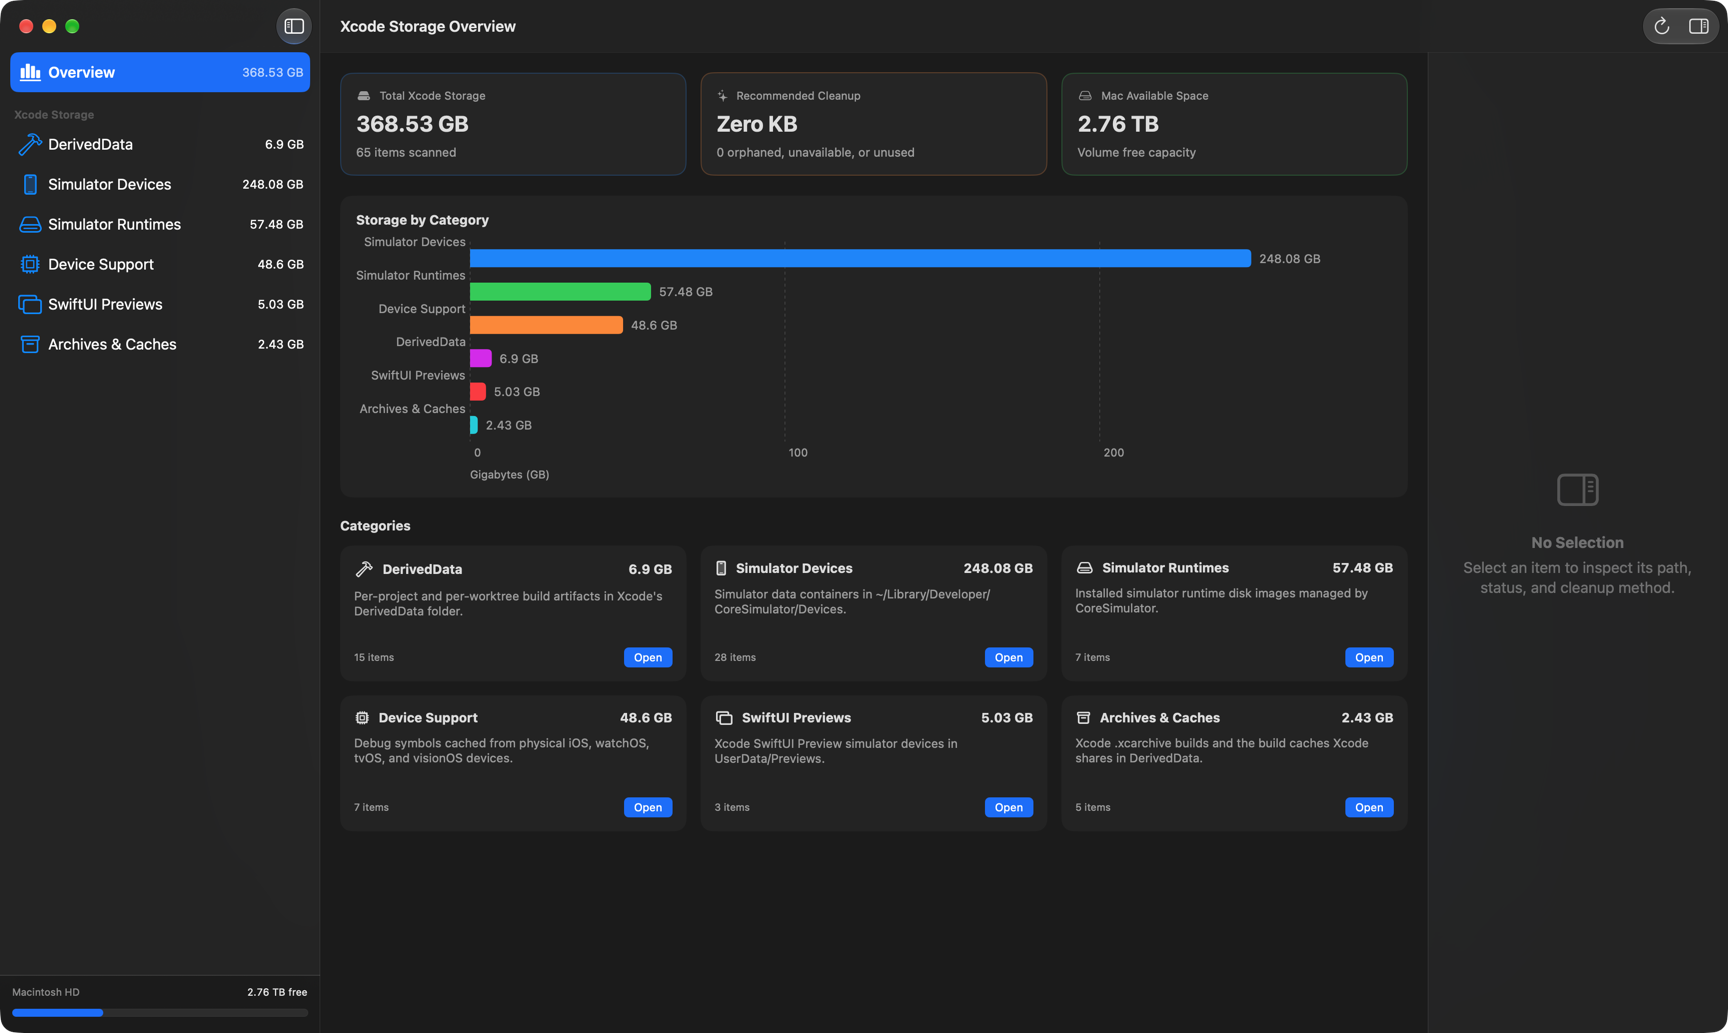 Xcode Storage Overview
Overview 368.53 GB
Xcode Storage
DerivedData 6.9 GB
Simulator Devices 248.08 GB
Simulator Runtimes 57.48 GB
Device Support 48.6 GB
SwiftUI Previews 5.03 GB
Archives & Caches 2.43 GB
Macintosh HD 2.76 TB free
Total Xcode Storage
368.53 GB
65 items scanned
Recommended Cleanup
Zero KB
0 orphaned, unavailable, or unused
Mac Available Space
2.76 TB
Volume free capacity
Storage by Category
Simulator Devices
248.08 GB
Simulator Runtimes
57.48 GB
Device Support
48.6 GB
DerivedData
6.9 GB
SwiftUI Previews
5.03 GB
Archives & Caches
2.43 GB
0 100 200
Gigabytes (GB)
Categories
DerivedData 6.9 GB
Per-project and per-worktree build artifacts in Xcode's
DerivedData folder.
15 items Open
Simulator Devices 248.08 GB
Simulator data containers in ~/Library/Developer/
CoreSimulator/Devices.
28 items Open
Simulator Runtimes 57.48 GB
Installed simulator runtime disk images managed by
CoreSimulator.
7 items Open
Device Support 48.6 GB
Debug symbols cached from physical iOS, watchOS,
tvOS, and visionOS devices.
7 items Open
SwiftUI Previews 5.03 GB
Xcode SwiftUI Preview simulator devices in
UserData/Previews.
3 items Open
Archives & Caches 2.43 GB
Xcode .xcarchive builds and the build caches Xcode
shares in DerivedData.
5 items Open
No Selection
Select an item to inspect its path,
status, and cleanup method.